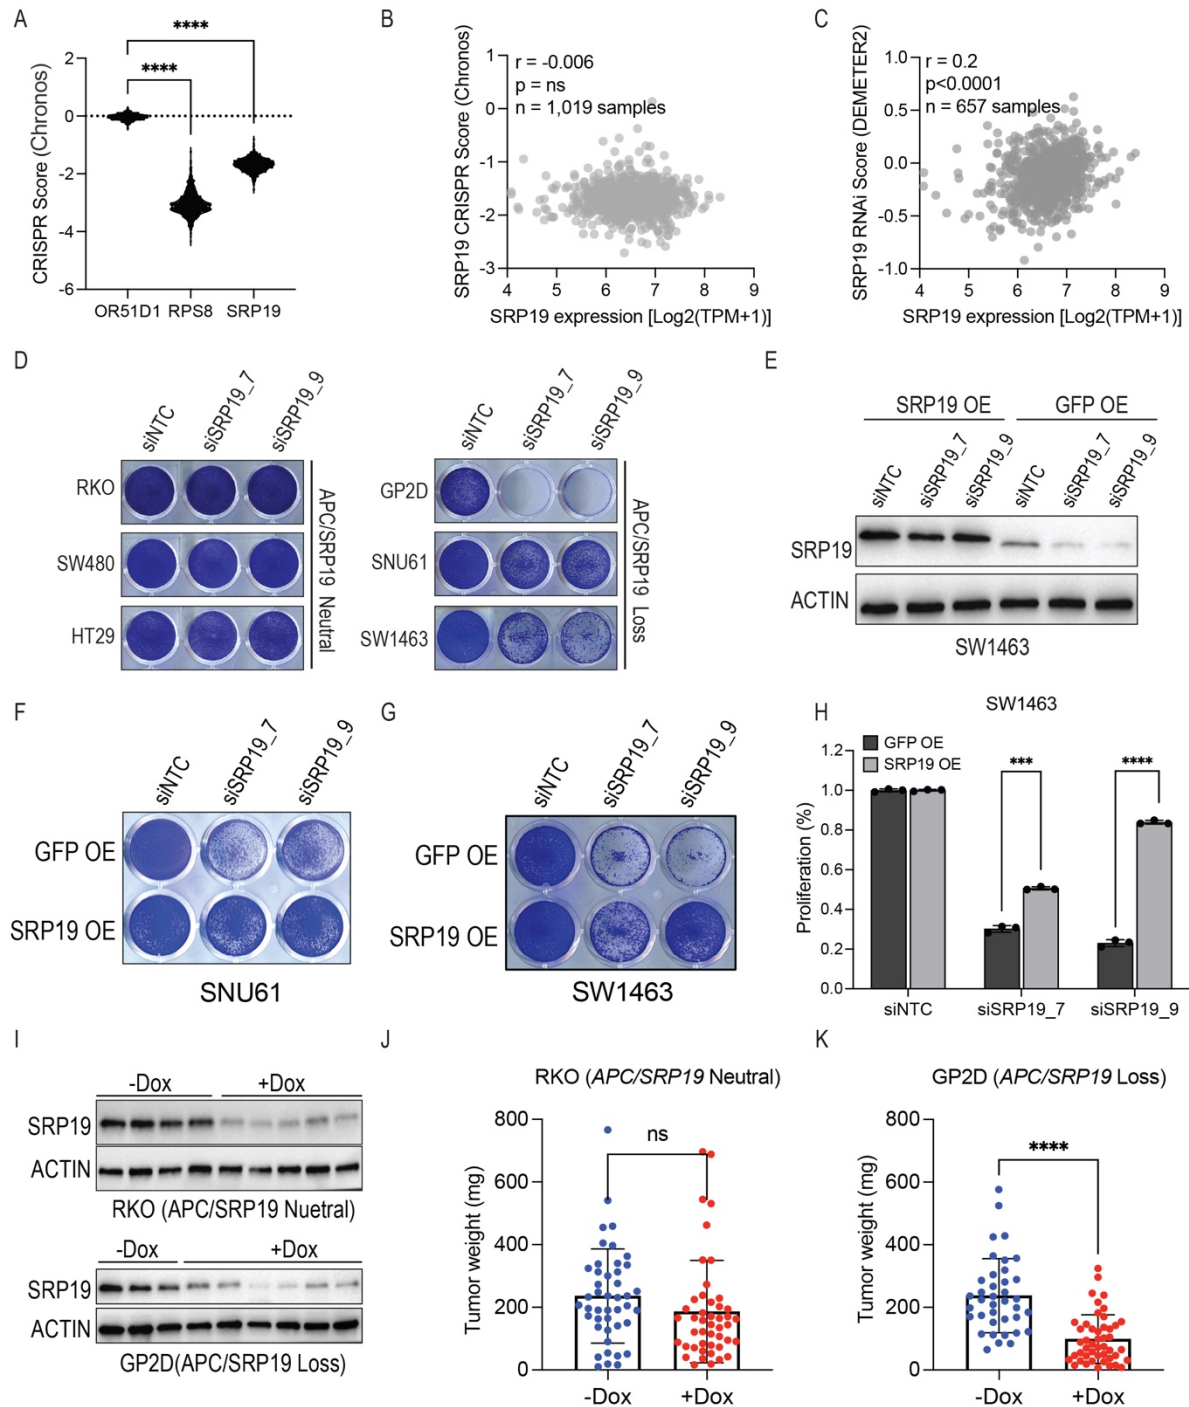 A
****
****
CRISPR Score (Chronos)
2
0
-2
-4
-6
OR51D1 RPS8 SRP19
B
r = -0.006
p = ns
n = 1,019 samples
SRP19 CRISPR Score (Chronos)
1
0
-1
-2
-3
4 5 6 7 8 9
SRP19 expression [Log2(TPM+1)]
C
r = 0.2
p<0.0001
n = 657 samples
SRP19 RNAi Score (DEMETER2)
1.0
0.5
0.0
-0.5
-1.0
4 5 6 7 8 9
SRP19 expression [Log2(TPM+1)]
D
siNTC siSRP19_7 siSRP19_9
RKO
SW480
HT29
APC/SRP19 Neutral
siNTC siSRP19_7 siSRP19_9
GP2D
SNU61
SW1463
APC/SRP19 Loss
E
SRP19 OE GFP OE
siNTC siSRP19_7 siSRP19_9 siNTC siSRP19_7 siSRP19_9
SRP19
ACTIN
SW1463
F
siNTC siSRP19_7 siSRP19_9
GFP OE
SRP19 OE
SNU61
G
siNTC siSRP19_7 siSRP19_9
GFP OE
SRP19 OE
SW1463
H
SW1463
GFP OE
SRP19 OE
*** ****
Proliferation (%)
1.2
1.0
0.8
0.6
0.4
0.2
0.0
siNTC siSRP19_7 siSRP19_9
I
-Dox +Dox
SRP19
ACTIN
RKO (APC/SRP19 Nuetral)
-Dox +Dox
SRP19
ACTIN
GP2D(APC/SRP19 Loss)
J
RKO (APC/SRP19 Neutral)
ns
Tumor weight (mg)
800
600
400
200
0
-Dox +Dox
K
GP2D (APC/SRP19 Loss)
****
Tumor weight (mg)
800
600
400
200
0
-Dox +Dox